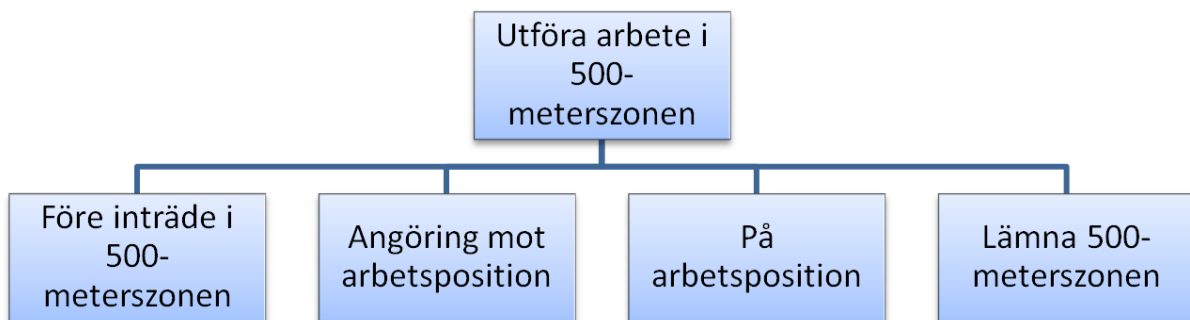 Utföra arbete i
500-
meterszonen
Före inträde i
500-
meterszonen
Angöring mot
arbetsposition
På
arbetsposition
Lämna 500-
meterszonen